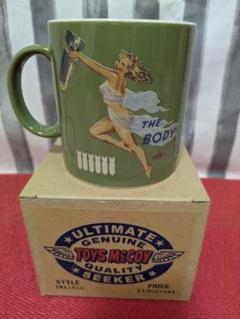 THE
BODY
ULTIMATE
GENUINE
TOYS McCOY
QUALITY
SEEKER
STYLE
PRICE